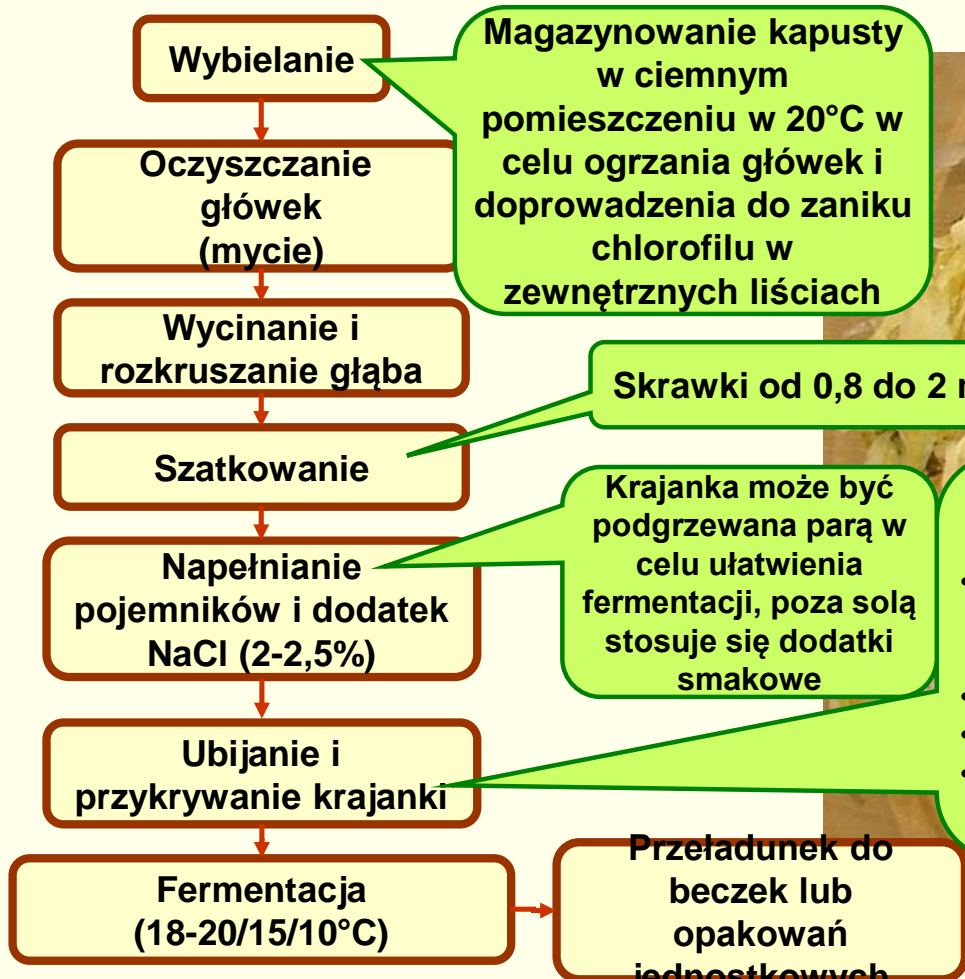 Wybielanie
Magazynowanie kapusty
w ciemnym
pomieszczeniu w 20°C w
celu ogrzania główek i
doprowadzenia do zaniku
chlorofilu w
zewnętrznych liściach
Oczyszczanie
główek
(mycie)
Wycinanie i
rozkruszanie głąba
Skrawki od 0,8 do 2
Szatkowanie
Krajanka może być
podgrzewana parą w
celu ułatwienia
fermentacji, poza solą
stosuje się dodatki
smakowe
Napełnianie
pojemników i dodatek
NaCl (2-2,5%)
Ubijanie i
przykrywanie krajanki
Fermentacja
(18-20/15/10°C)
Przeładunek do
beczek lub
opakowań
jednostkowych